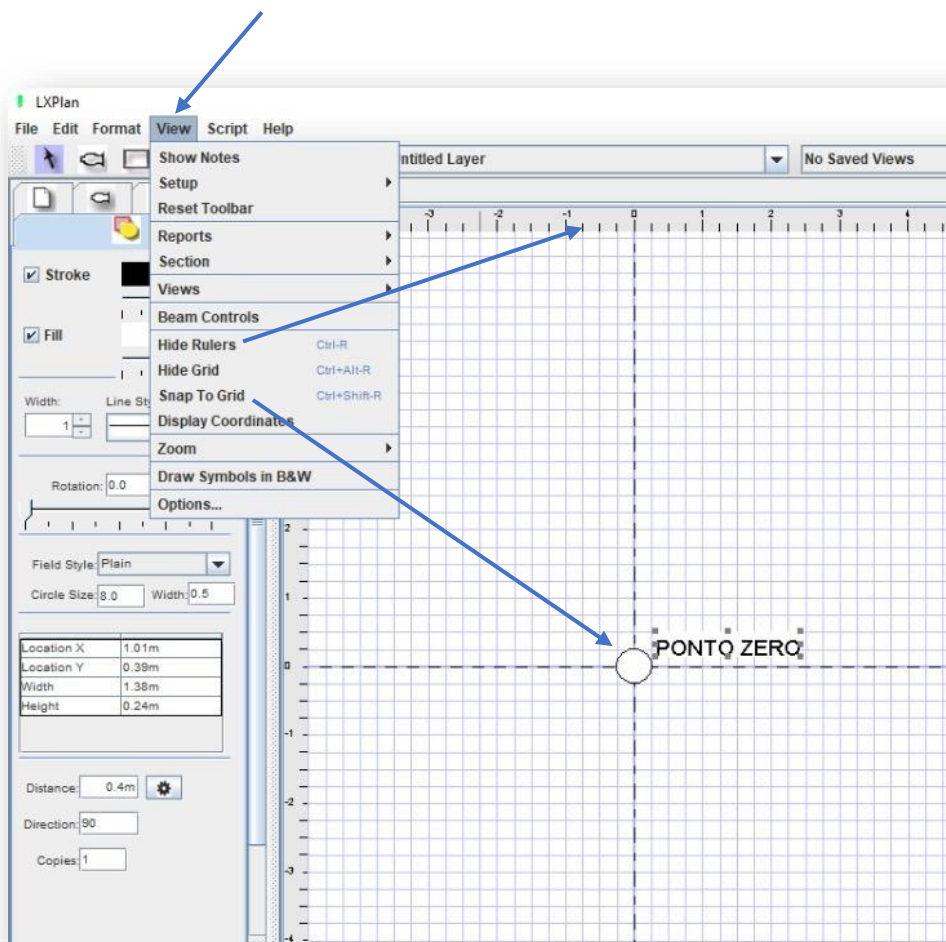 LXPlan
File Edit Format View Script Help
ntitled Layer No Saved Views
Show Notes
Setup
Reset Toolbar
Reports
Section
Views
Beam Controls
Hide Rulers Ctrl-R
Hide Grid Ctrl+Alt-R
Snap To Grid Ctrl+Shift-R
Display Coordinates
Zoom
Draw Symbols in B&W
Options...
-3 -2 -1 0 1 2 3 4
Stroke
Fill
Width: Line Sty
1
Rotation: 0.0
Field Style: Plain
Circle Size: 8.0 Width: 0.5
Location X 1.01m
Location Y 0.39m
Width 1.38m
Height 0.24m
Distance: 0.4m
Direction: 90
Copies: 1
2
1
0
-1
-2
-3
-4
PONTO ZERO